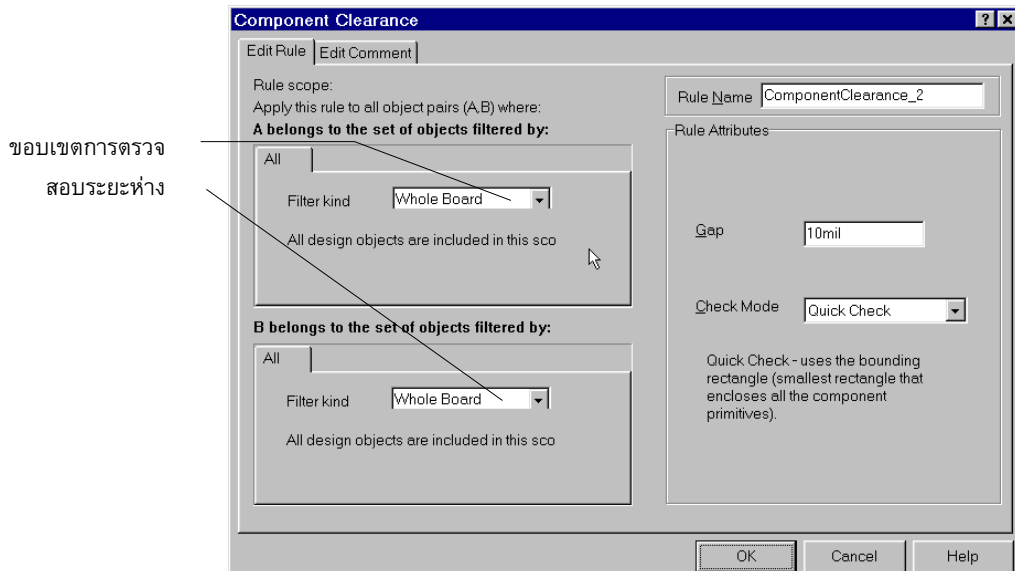 Component Clearance
Edit Rule
Edit Comment
Rule scope:
Apply this rule to all object pairs (A,B) where:
A belongs to the set of objects filtered by:
All
Filter kind
Whole Board
All design objects are included in this sco
B belongs to the set of objects filtered by:
All
Filter kind
Whole Board
All design objects are included in this sco
Rule Name
ComponentClearance_2
Rule Attributes
Gap
10mil
Check Mode
Quick Check
Quick Check - uses the bounding
rectangle (smallest rectangle that
encloses all the component
primitives).
OK
Cancel
Help
ขอบเขตการตรวจ
สอบระยะห่าง